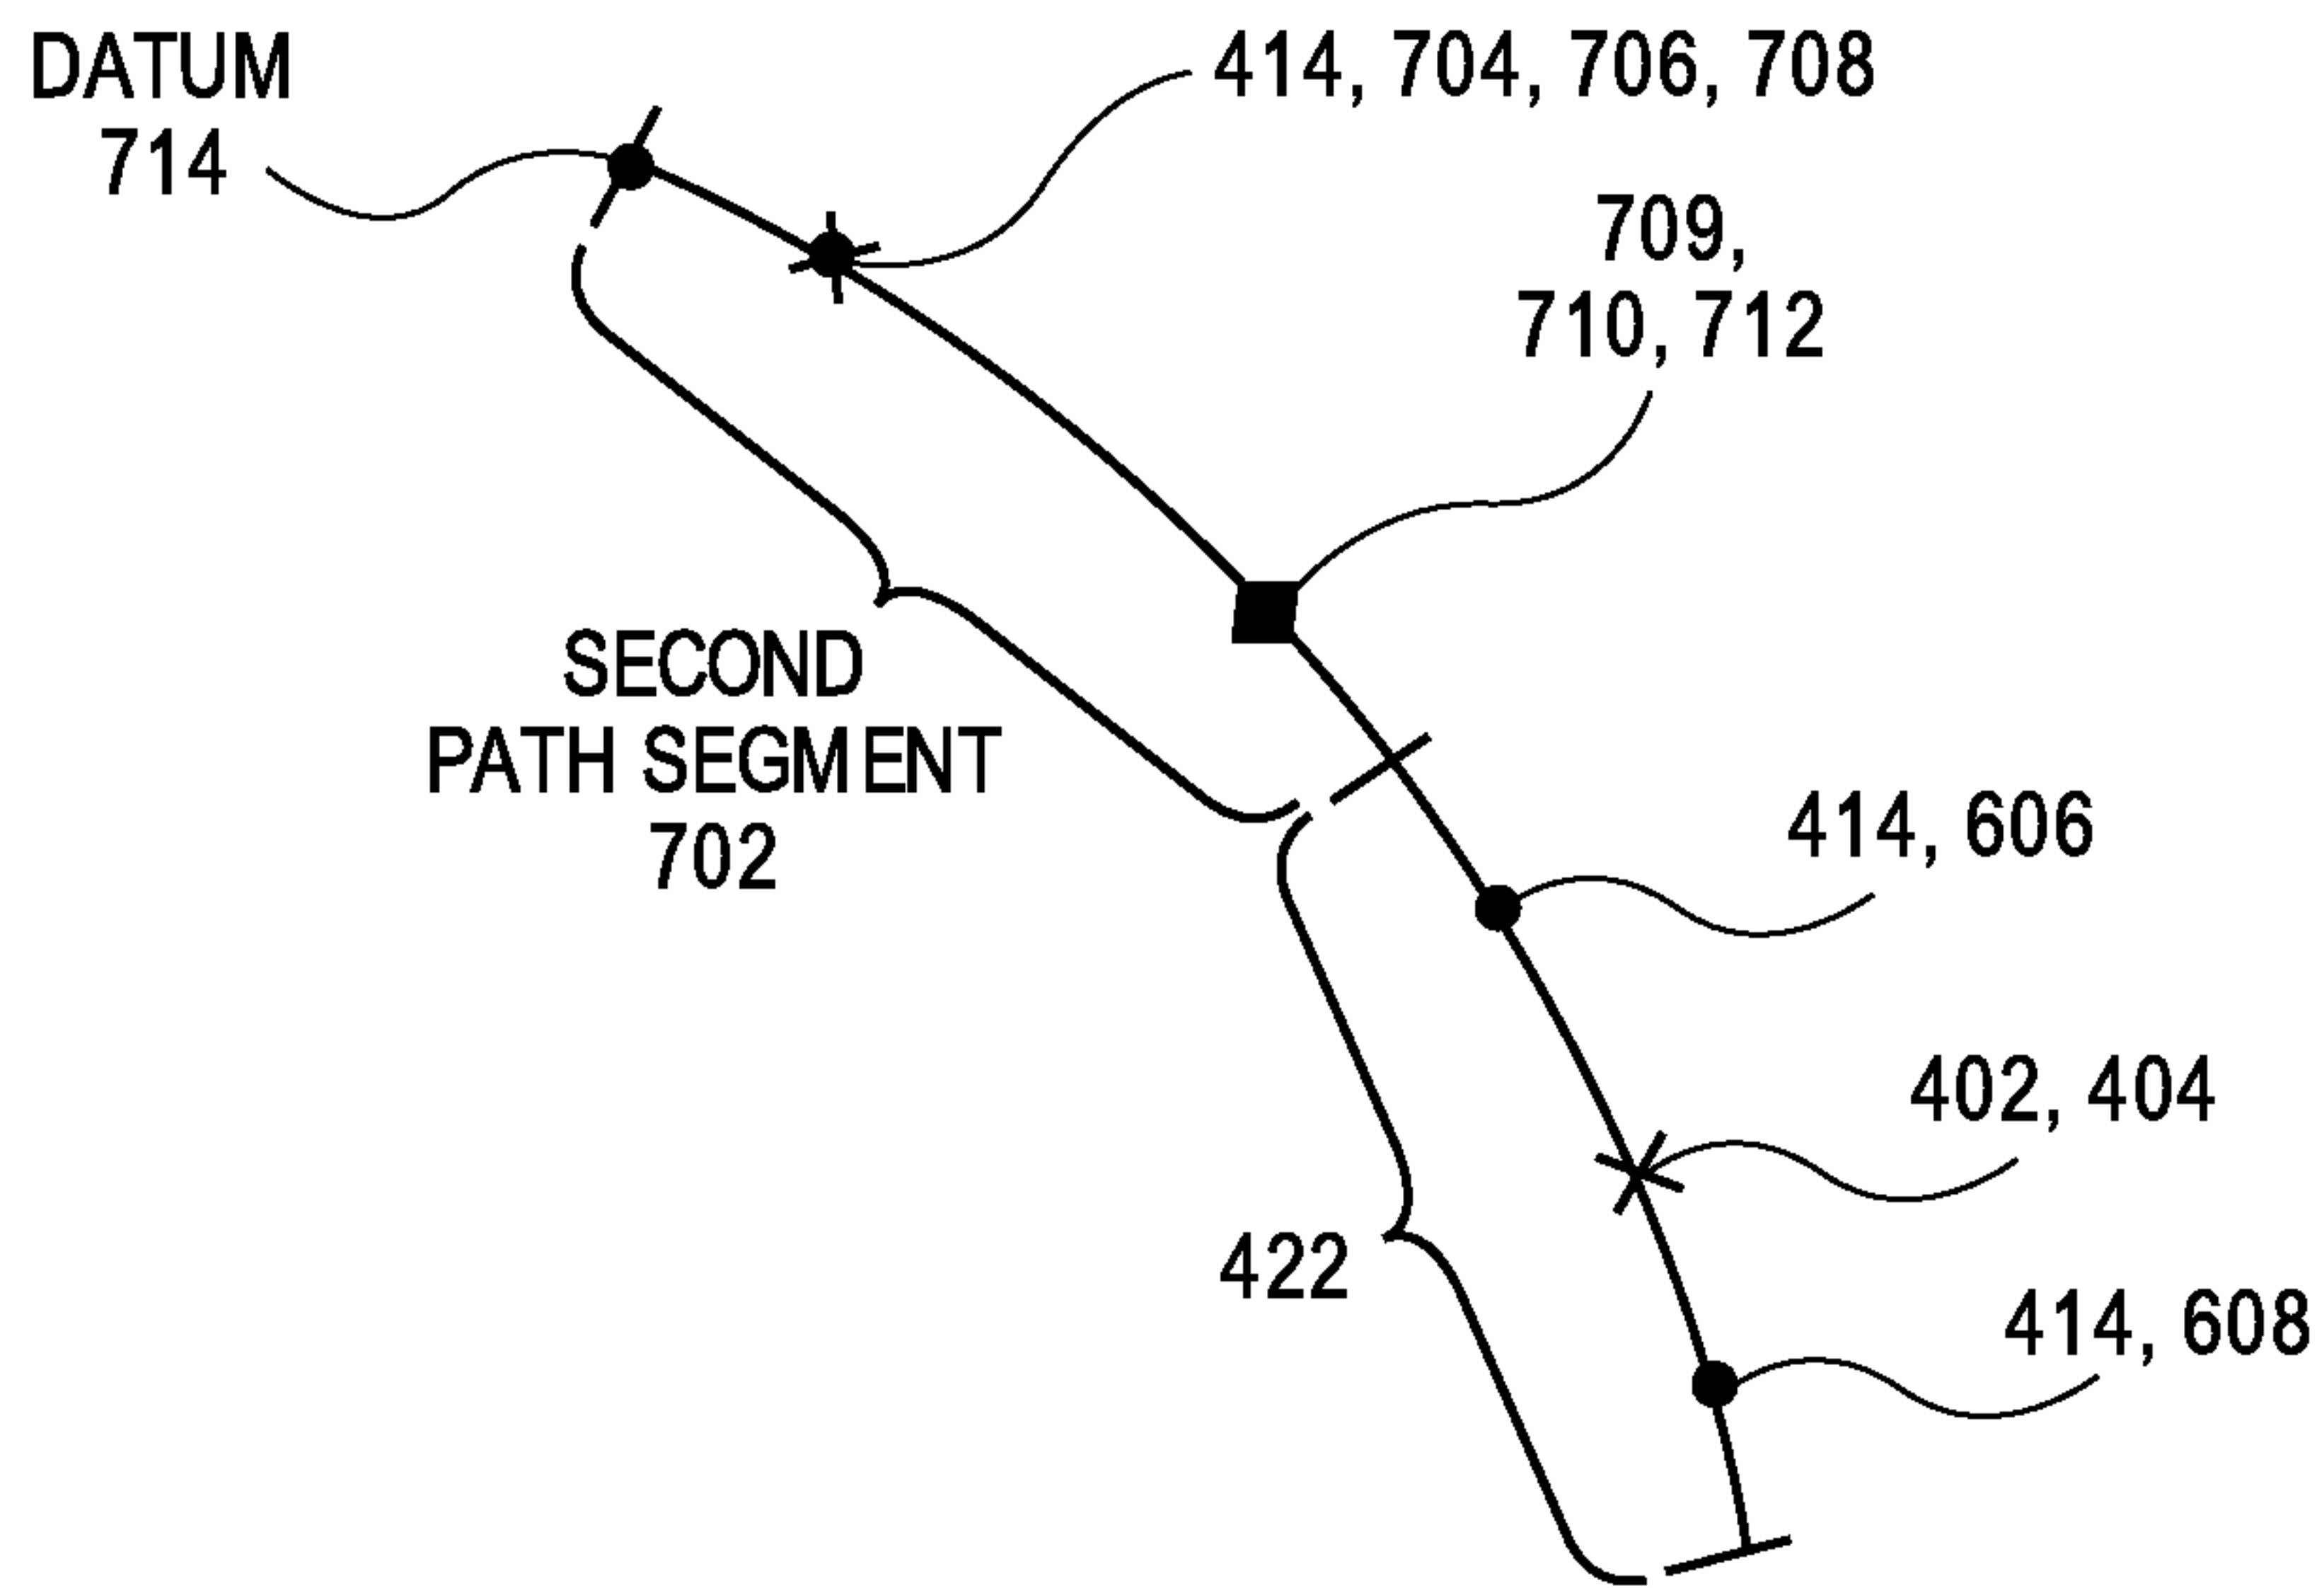 DATUM
714
414, 704, 706, 708
709,
710, 712
SECOND
PATH SEGMENT
702
414, 606
402, 404
422
414, 608